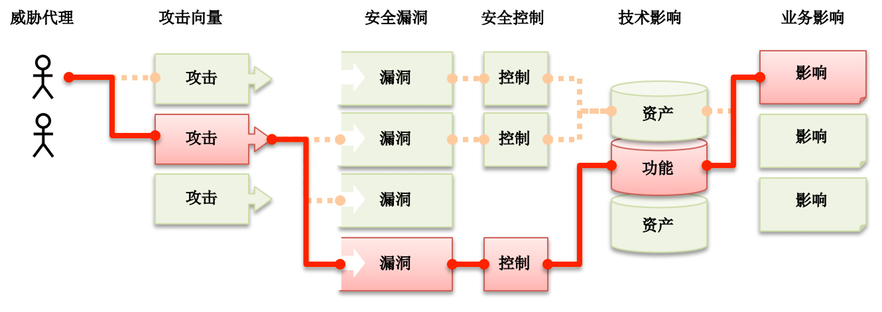 威胁代理 攻击向量 安全漏洞 安全控制 技术影响 业务影响
攻击 漏洞 控制 影响
资产
攻击 漏洞 控制 影响
功能
攻击 漏洞 影响
资产
漏洞 控制